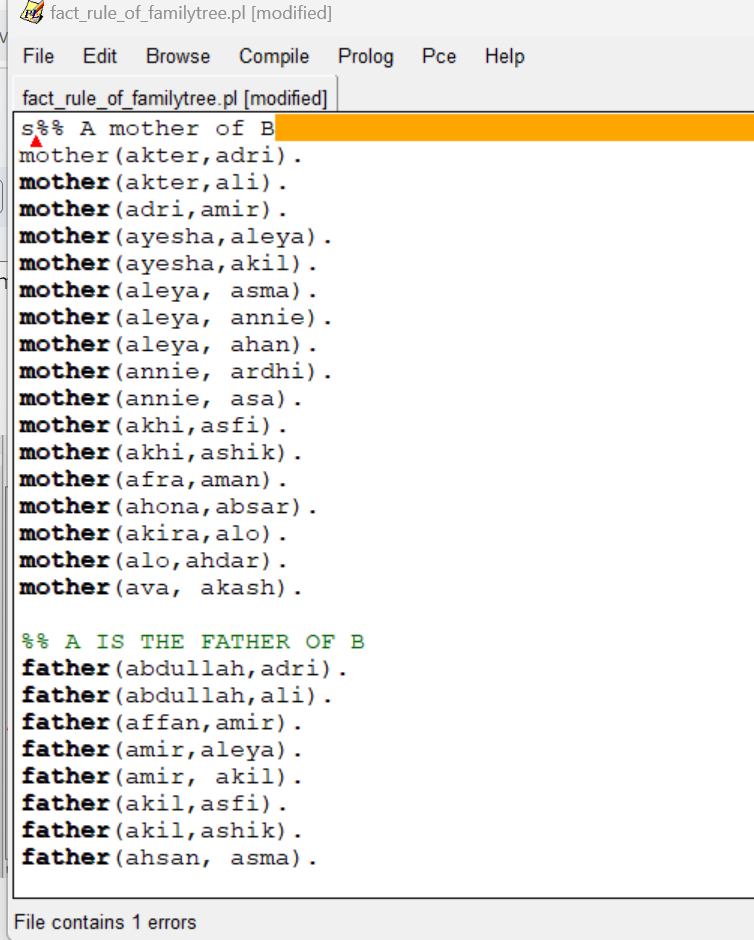 fact_rule_of_familytree.pl [modified]
File Edit Browse Compile Prolog Pce Help
fact_rule_of_familytree.pl [modified]
s%% A mother of B
mother(akter,adri).
mother(akter,ali).
mother(adri,amir).
mother(ayesha,aleya).
mother(ayesha,akil).
mother(aleya, asma).
mother(aleya, annie).
mother(aleya, ahan).
mother(annie, ardhi).
mother(annie, asa).
mother(akhi,asfi).
mother(akhi,ashik).
mother(afra,aman).
mother(ahona,absar).
mother(akira,alo).
mother(alo,ahdar).
mother(ava, akash).
%% A IS THE FATHER OF B
father(abdullah,adri).
father(abdullah,ali).
father(affan,amir).
father(amir,aleya).
father(amir, akil).
father(akil,asfi).
father(akil,ashik).
father(ahsan, asma).
File contains 1 errors